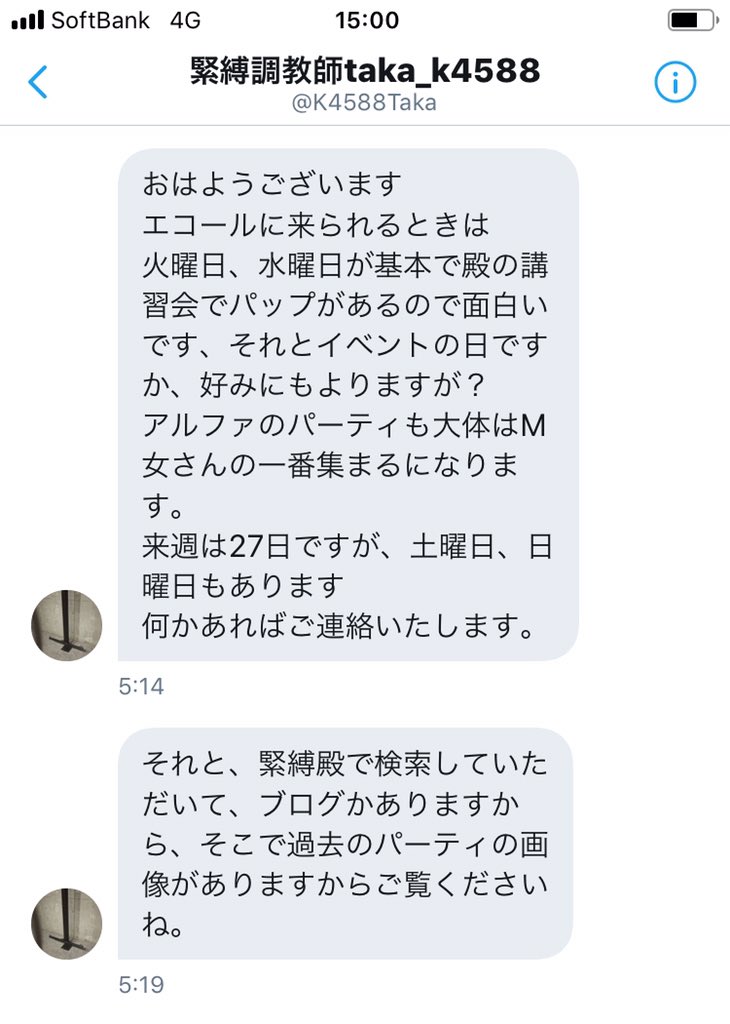 SoftBank 4G 15:00
緊縛調教師taka_k4588
@K4588Taka
おはようございます
エコールに来られるときは
火曜日、水曜日が基本で殿の講
習会でパップがあるので面白い
です、それとイベントの日です
か、好みにもよりますが？
アルファのパーティも大体はM
女さんの一番集まるになりま
す。
来週は27日ですが、土曜日、日
曜日もあります
何かあればご連絡いたします。
5:14
それと、緊縛殿で検索していた
だいて、ブログかありますか
ら、そこで過去のパーティの画
像がありますからご覧ください
ね。
5:19